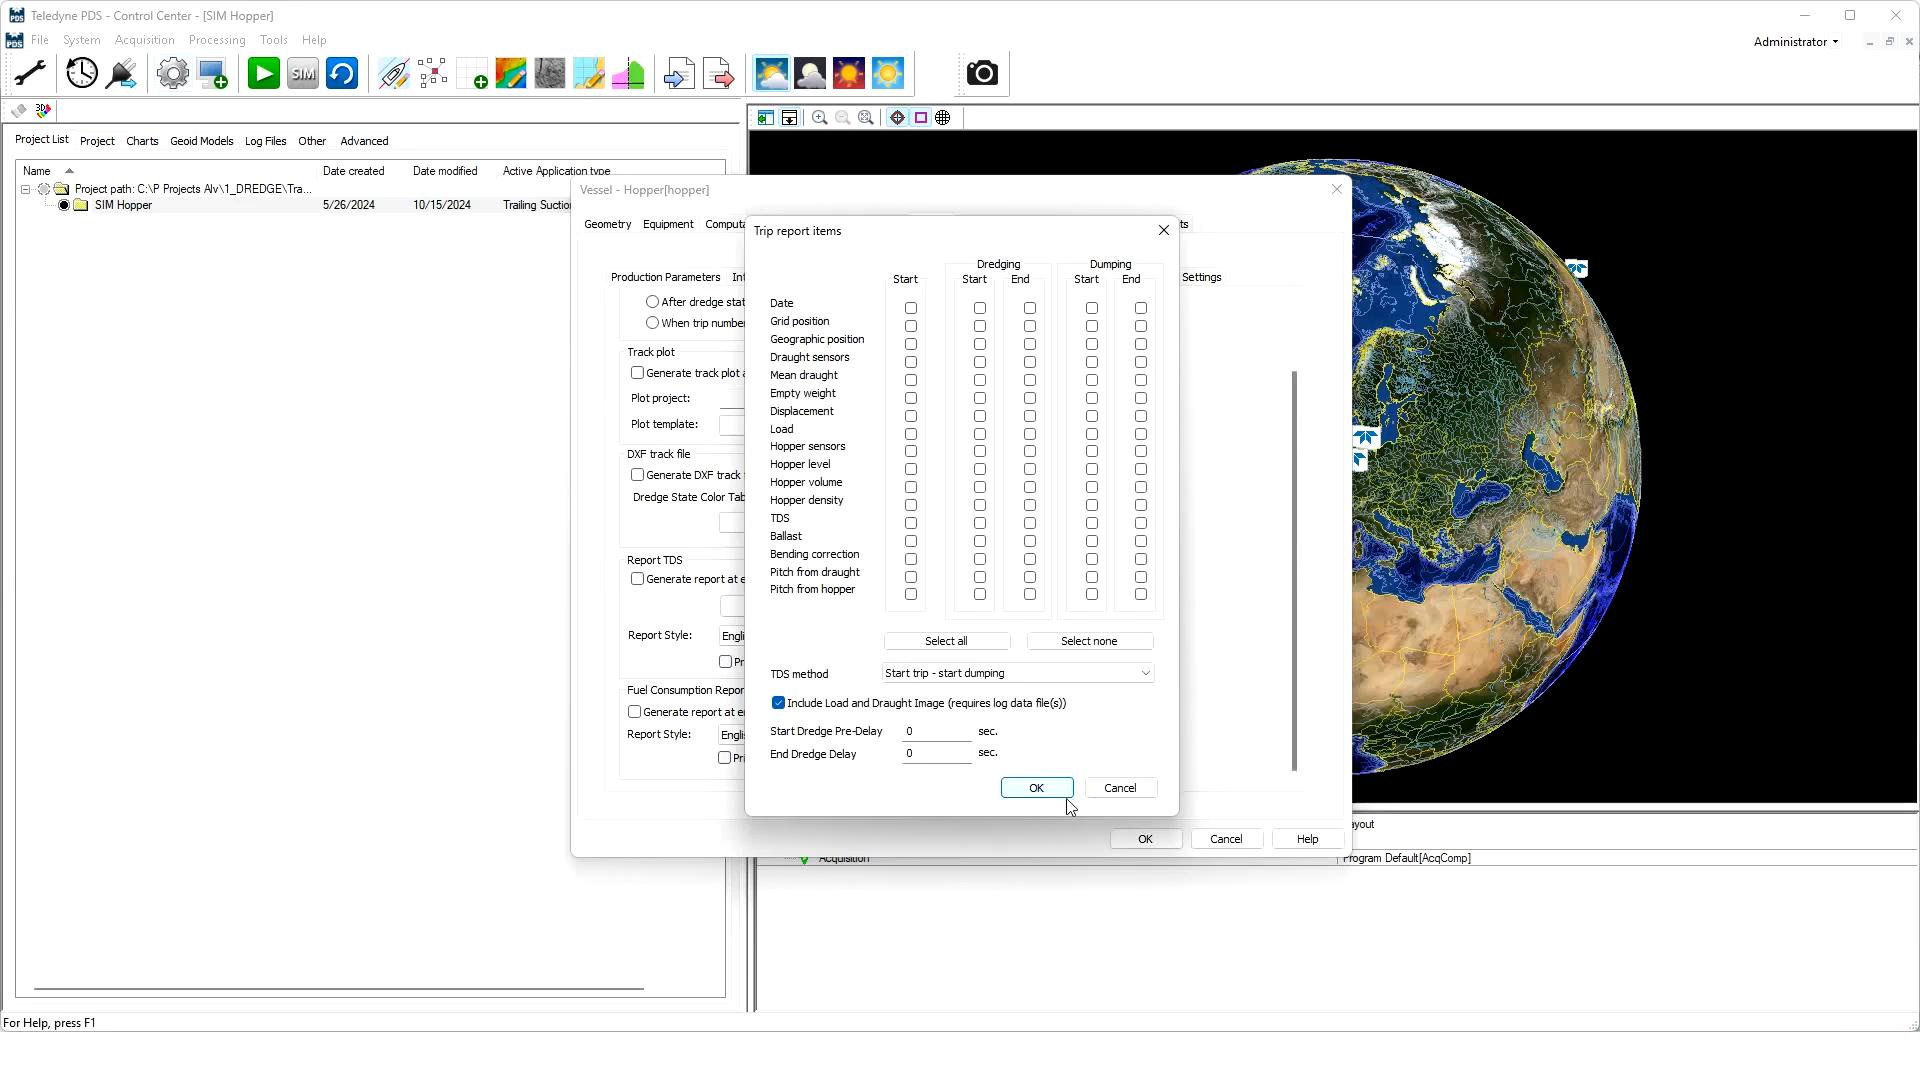 Teledyne PDS - Control Center - [SIM Hopper]
File System Acquisition Processing Tools Help
Administrator
SIM
3D
Project List Project Charts Geoid Models Log Files Other Advanced
Name Date created Date modified Active Application type
Project path: C:\P Projects Alv\1_DREDGE\Tra...
SIM Hopper 5/26/2024 10/15/2024 Trailing Suctio
Vessel - Hopper[hopper]
Geometry Equipment Computa ts
Production Parameters Int Settings
After dredge stat
When trip number
Track plot
Generate track plot a
Plot project:
Plot template:
DXF track file
Generate DXF track
Dredge State Color Tab
Report TDS
Generate report at e
Report Style: Engli
Pr
Fuel Consumption Repor
Generate report at e
Report Style: Engli
Pri
OK Cancel Help
Trip report items
Dredging Dumping
Start Start End Start End
Date
Grid position
Geographic position
Draught sensors
Mean draught
Empty weight
Displacement
Load
Hopper sensors
Hopper level
Hopper volume
Hopper density
TDS
Ballast
Bending correction
Pitch from draught
Pitch from hopper
Select all Select none
TDS method Start trip - start dumping
Include Load and Draught Image (requires log data file(s))
Start Dredge Pre-Delay 0 sec.
End Dredge Delay 0 sec.
OK Cancel
ayout
Acquisition Program Default[AcqComp]
For Help, press F1